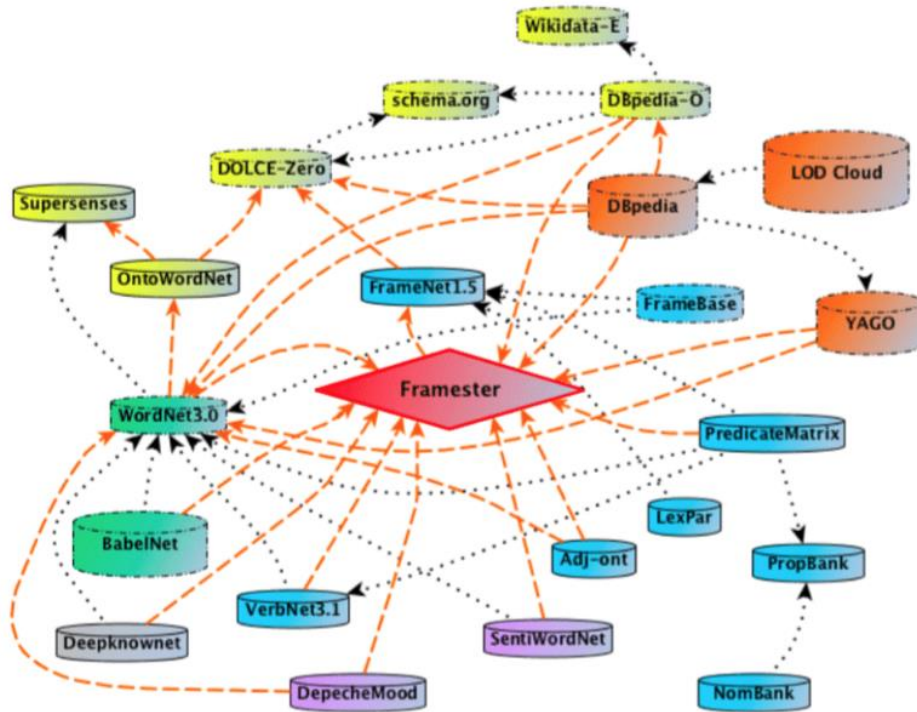 Wikidata-E
schema.org
DBpedia-O
DOLCE-Zero
LOD Cloud
Supersenses
DBpedia
OntoWordNet
FrameNet1.5
FrameBase
YAGO
Framester
WordNet3.0
PredicateMatrix
LexPar
BabelNet
Adj-ont
PropBank
VerbNet3.1
Deepknownet
SentiWordNet
DepecheMood
NomBank